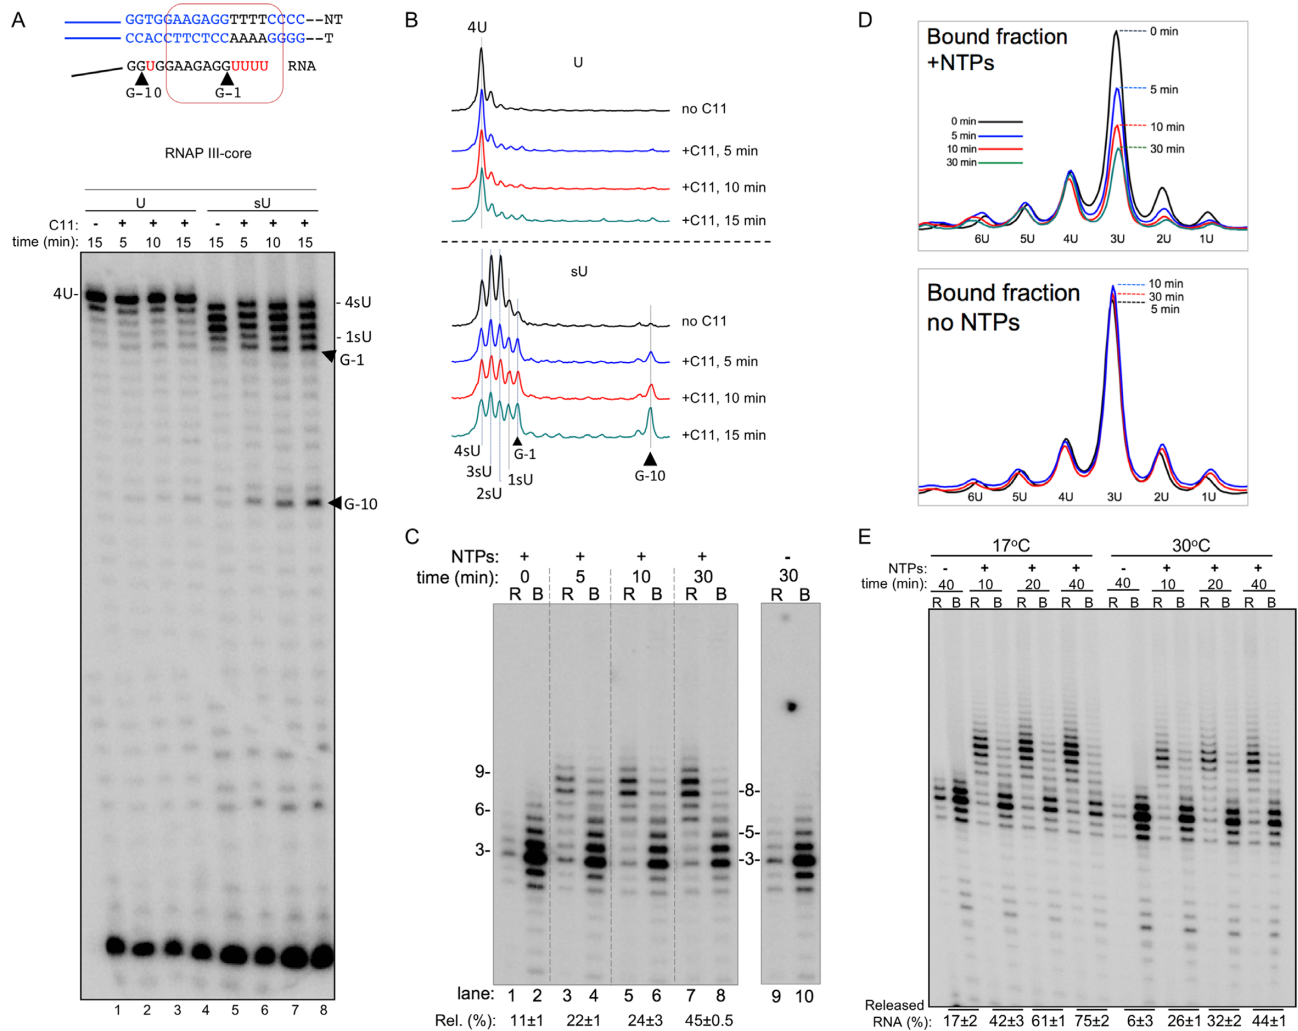 A
GGTGGAAGAGGTTTTCCCC--NT
CCACCTTCTCCAAAAGGGG--T
GGUGGAAGAGGUUUU RNA
G-10 G-1
RNAP III-core
U sU
C11: - + + + - + + +
time (min): 15 5 10 15 15 5 10 15
4U-
- 4sU
- 1sU
G-1
G-10
1 2 3 4 5 6 7 8
B
4U
U
no C11
+C11, 5 min
+C11, 10 min
+C11, 15 min
sU
no C11
+C11, 5 min
+C11, 10 min
+C11, 15 min
4sU
3sU
2sU
1sU
G-1
G-10
C
NTPs: + + + + -
time (min): 0 5 10 30 30
R B R B R B R B R B
9-
6-
3-
-8-
-5-
-3-
lane: 1 2 3 4 5 6 7 8 9 10
Rel. (%): 11±1 22±1 24±3 45±0.5
D
Bound fraction
+NTPs
0 min
5 min
10 min
30 min
0 min
5 min
10 min
30 min
6U 5U 4U 3U 2U 1U
Bound fraction
no NTPs
10 min
30 min
5 min
6U 5U 4U 3U 2U 1U
E
17°C 30°C
NTPs: - + + + - + + +
time (min): 40 10 20 40 40 10 20 40
R B R B R B R B R B R B R B R B
Released
RNA (%): 17±2 42±3 61±1 75±2 6±3 26±1 32±2 44±1